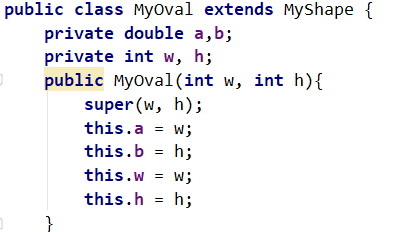 public class MyOval extends MyShape {
    private double a,b;
    private int w, h;
    public MyOval(int w, int h){
        super(w, h);
        this.a = w;
        this.b = h;
        this.w = w;
        this.h = h;
    }